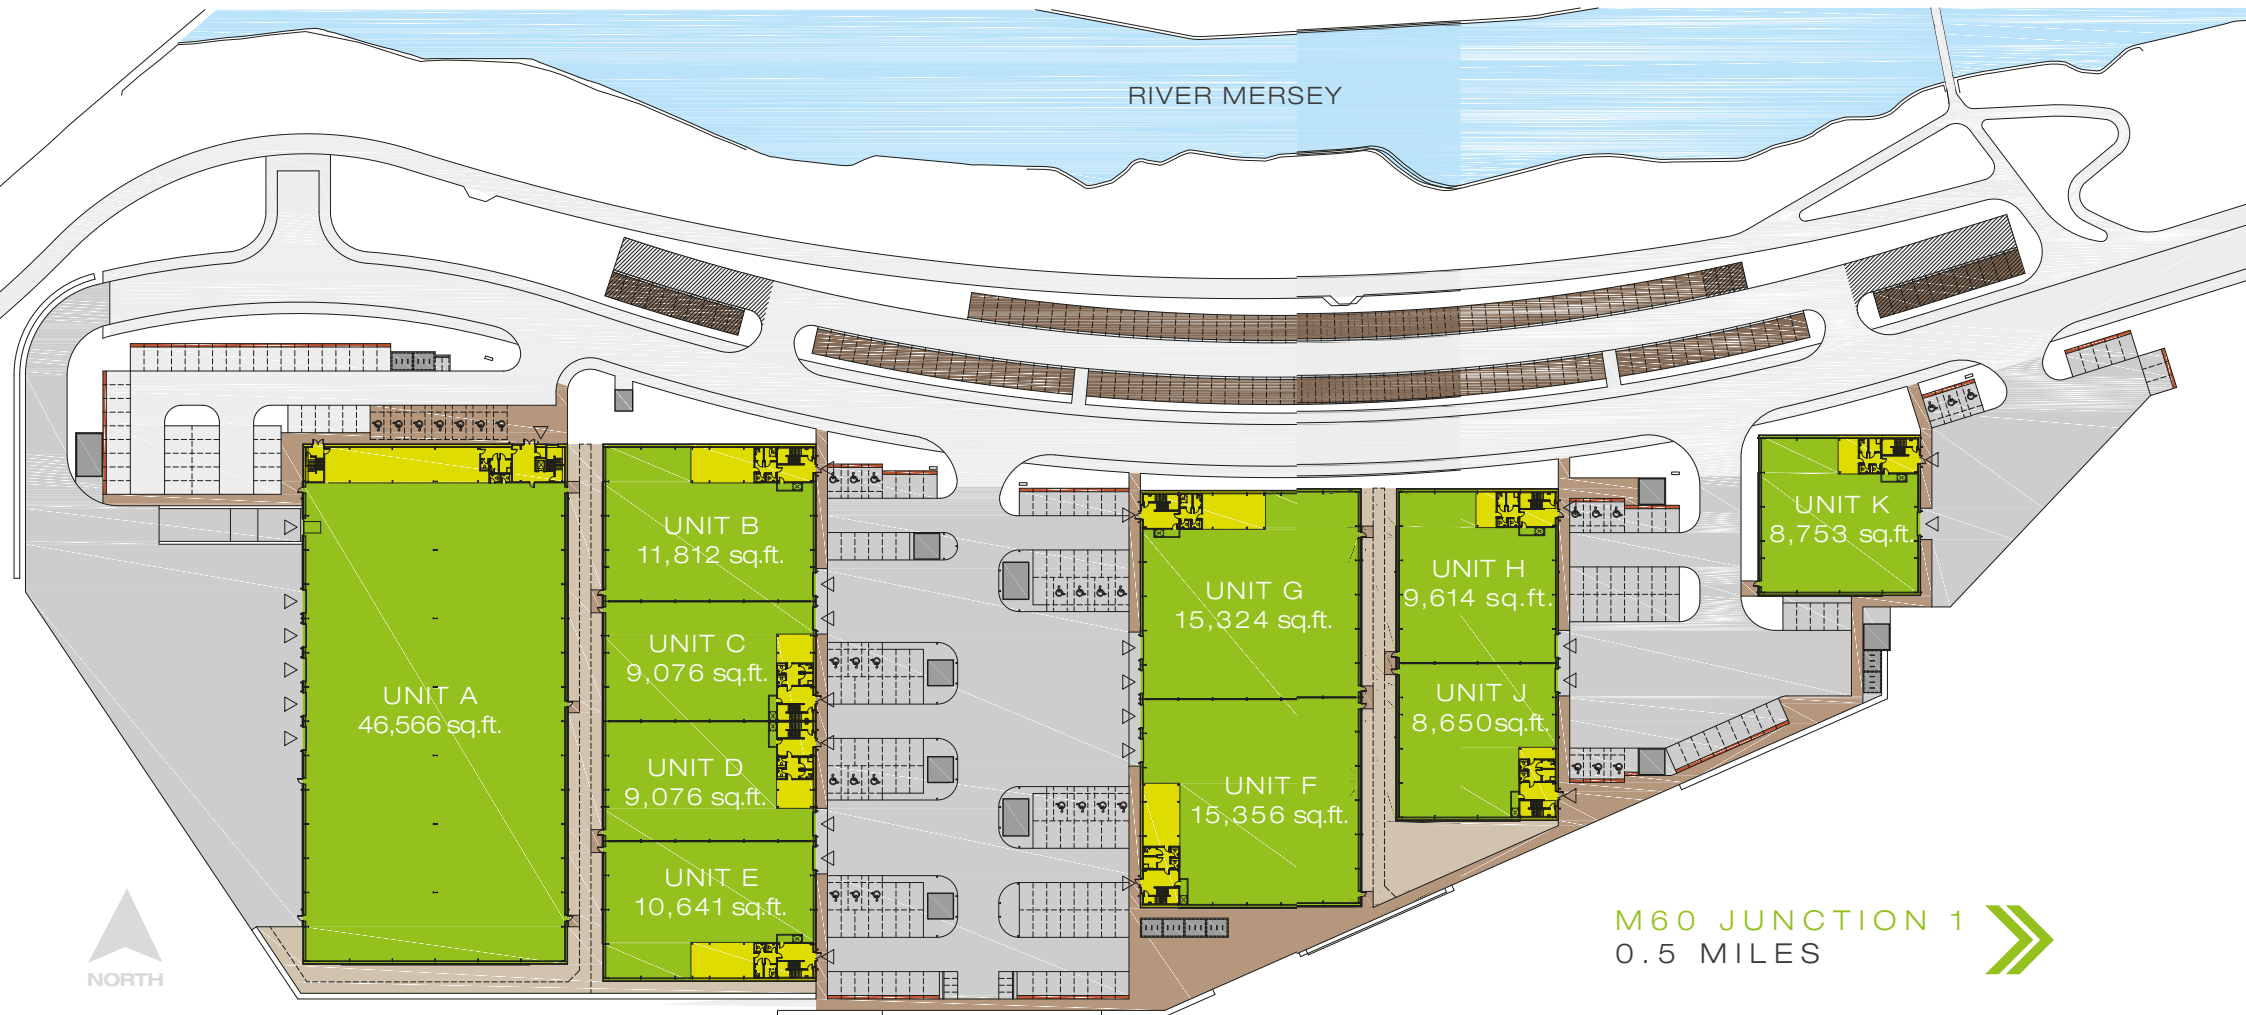 RIVER MERSEY
UNIT A
46,566 sq.ft.
UNIT B
11,812 sq.ft.
UNIT C
9,076 sq.ft.
UNIT D
9,076 sq.ft.
UNIT E
10,641 sq.ft.
UNIT G
15,324 sq.ft.
UNIT F
15,356 sq.ft.
UNIT H
9,614 sq.ft.
UNIT J
8,650sq.ft.
UNIT K
8,753 sq.ft.
NORTH
M60 JUNCTION 1
0.5 MILES